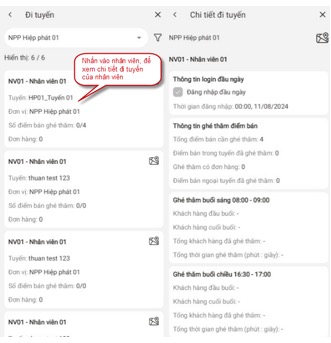 Đi tuyến
NPP Hiệp phát 01
Hiển thị: 6 / 6
Nhấn vào nhân viên, để
xem chi tiết đi tuyến
của nhân viên
NV01 - Nhân viên 01
Tuyến: HP01_Tuyến 01
Đơn vị: NPP Hiệp phát 01
Số điểm bán ghé thăm: 0/4
Đơn hàng: 0
NV01 - Nhân viên 01
Tuyến: thuan test 123
Đơn vị: NPP Hiệp phát 01
Số điểm bán ghé thăm: 0/0
Đơn hàng: 0
NV01 - Nhân viên 01
Tuyến: thuan test 123
Đơn vị: NPP Hiệp phát 01
Số điểm bán ghé thăm: 0/0
Đơn hàng: 0
NV01 - Nhân viên 01
Chi tiết đi tuyến
NPP Hiệp phát 01
NV01 - Nhân viên 01
Thông tin login đầu ngày
Đăng nhập đầu ngày
Thời gian đăng nhập: 00:00, 11/08/2024
Thông tin ghé thăm điểm bán
Tổng điểm bán cần ghé thăm: 4
Điểm bán trong tuyến đã ghé thăm: 0
Ghé thăm có đơn hàng: 0
Điểm bán ngoại tuyến đã ghé thăm: 0
Ghé thăm buổi sáng 08:00 - 09:00
Khách hàng đầu buổi: -
Khách hàng cuối buổi: -
Tổng khách hàng đã ghé thăm: -
Tổng thời gian ghé thăm (phút : giây): -
Ghé thăm buổi chiều 16:30 - 17:00
Khách hàng đầu buổi: -
Khách hàng cuối buổi: -
Tổng khách hàng đã ghé thăm: -
Tổng thời gian ghé thăm (phút : giây): -